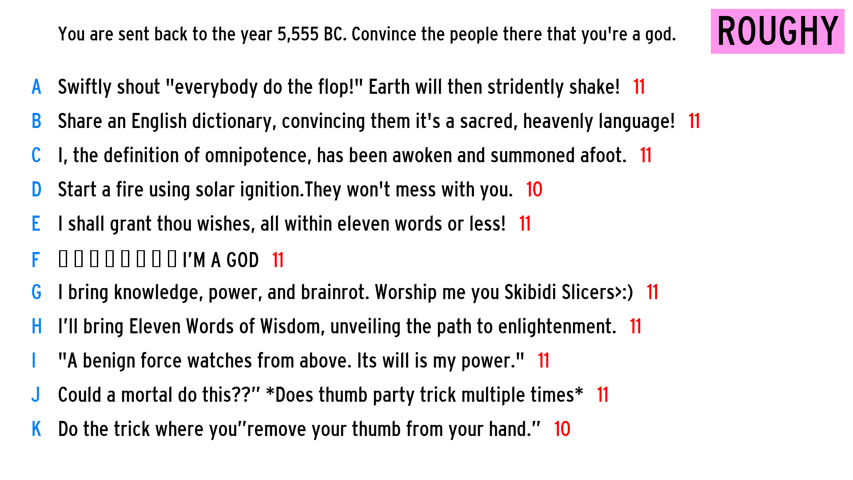 You are sent back to the year 5,555 BC. Convince the people there that you're a god.
ROUGHY
A Swiftly shout "everybody do the flop!" Earth will then stridently shake! 11
B Share an English dictionary, convincing them it's a sacred, heavenly language! 11
C I, the definition of omnipotence, has been awoken and summoned afoot. 11
D Start a fire using solar ignition.They won't mess with you. 10
E I shall grant thou wishes, all within eleven words or less! 11
F ▯ ▯ ▯ ▯ ▯ ▯ ▯ ▯ I'M A GOD 11
G I bring knowledge, power, and brainrot. Worship me you Skibidi Slicers>:) 11
H I’ll bring Eleven Words of Wisdom, unveiling the path to enlightenment. 11
I "A benign force watches from above. Its will is my power." 11
J Could a mortal do this??” *Does thumb party trick multiple times* 11
K Do the trick where you”remove your thumb from your hand.” 10